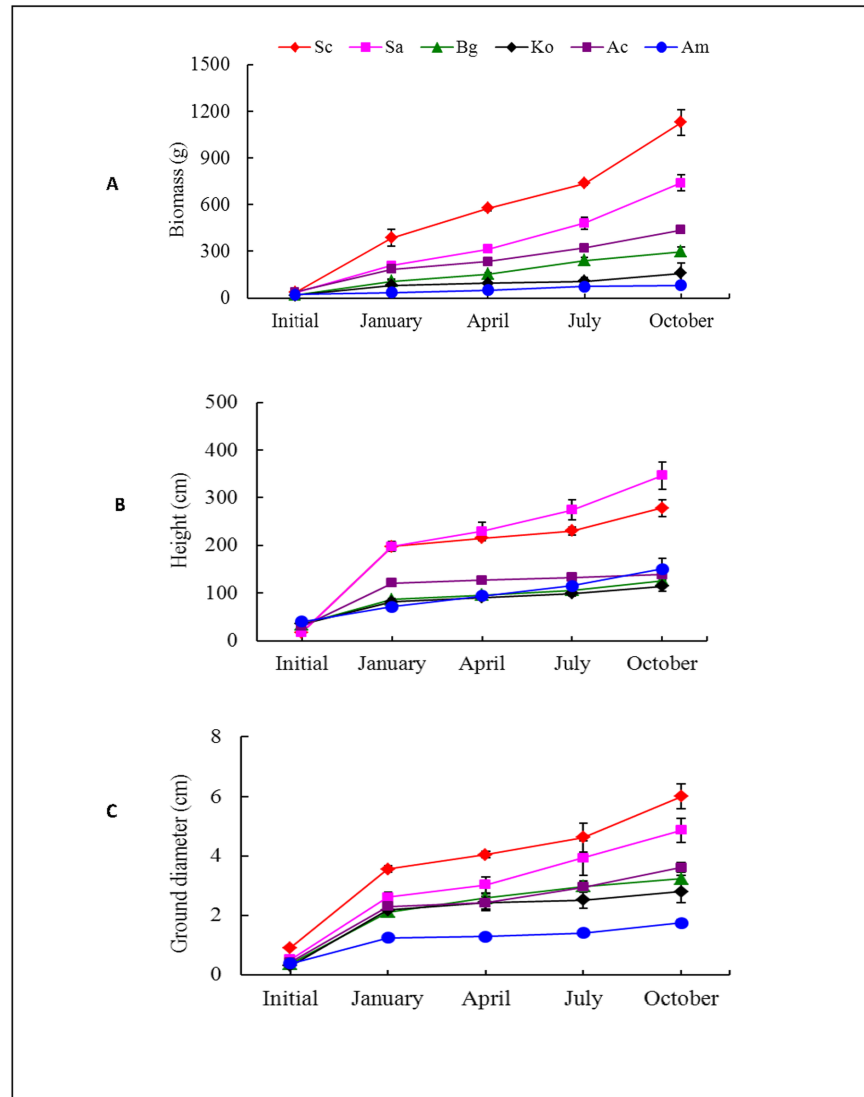 Sc Sa Bg Ko Ac Am
A
Biomass (g)
1500
1200
900
600
300
0
Initial January April July October
B
Height (cm)
500
400
300
200
100
0
Initial January April July October
C
Ground diameter (cm)
8
6
4
2
0
Initial January April July October